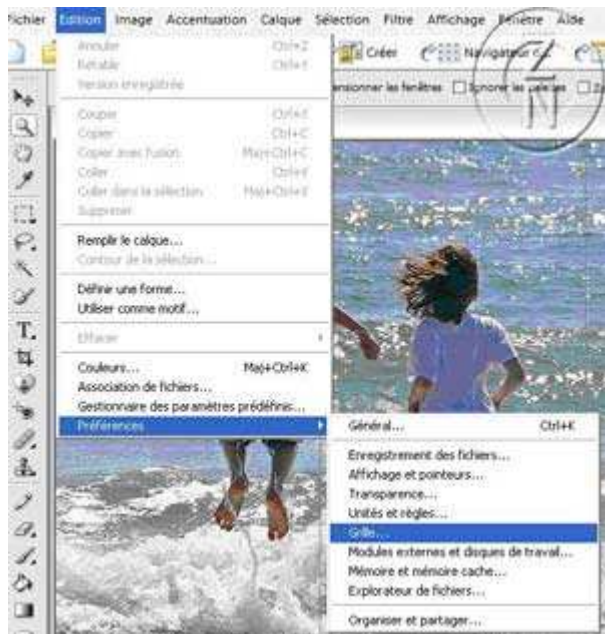 ichier Edition Image Accentuation Calque Sélection Filtre Affichage Fenêtre Aide
Créer
Annuler Ctrl+Z
Rétablir
Version enregistrée
Ignorer les palettes
Couper
Copier Ctrl+C
Copier avec fusion Maj+Ctrl+C
Coller Ctrl+V
Coller dans la sélection Maj+Ctrl+V
Supprimer
Remplir le calque...
Contour de la sélection...
Définir une forme...
Utiliser comme motif...
Effacer
Couleurs... Maj+Ctrl+K
Association de fichiers...
Gestionnaire des paramètres prédéfinis...
Préférences
Général... Ctrl+K
Enregistrement des fichiers...
Affichage et pointeurs...
Transparence...
Unités et règles...
Grille...
Modules externes et disques de travail...
Mémoire et mémoire cache...
Explorateur de fichiers...
Organiser et partager...